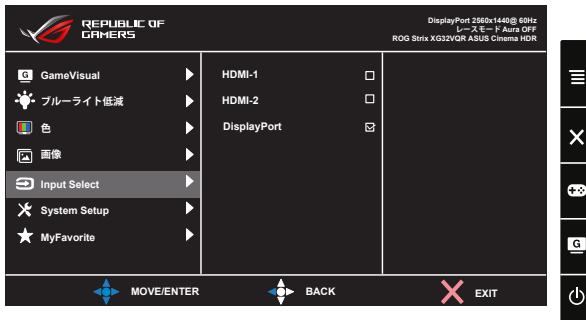 REPUBLIC OF
GAMERS
DisplayPort 2560x1440@ 60Hz
レースモード Aura OFF
ROG Strix XG32VQR ASUS Cinema HDR
G GameVisual
ブルーライト低減
色
画像
Input Select
System Setup
MyFavorite
HDMI-1
HDMI-2
DisplayPort
G
MOVE/ENTER
BACK
EXIT